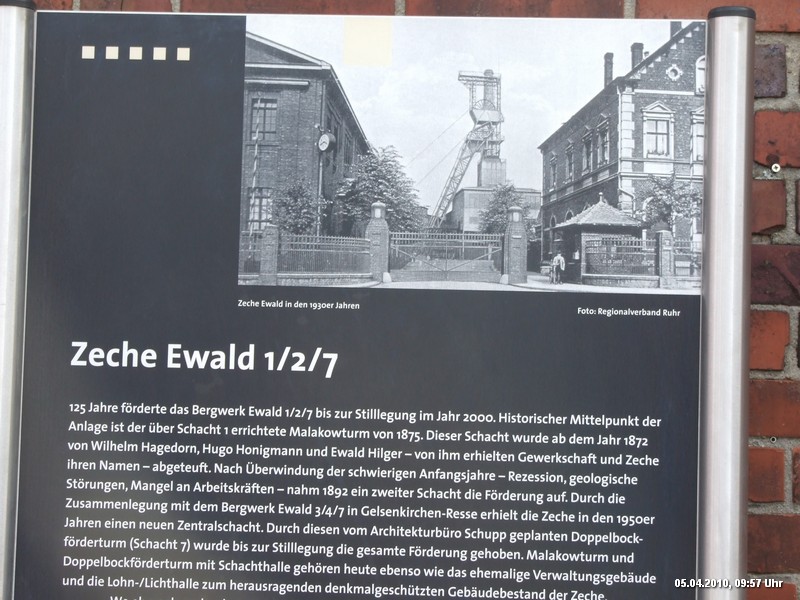 Zeche Ewald in den 1930er Jahren
Foto: Regionalverband Ruhr
Zeche Ewald 1/2/7
125 Jahre förderte das Bergwerk Ewald 1/2/7 bis zur Stilllegung im Jahr 2000. Historischer Mittelpunkt der
Anlage ist der über Schacht 1 errichtete Malakowturm von 1875. Dieser Schacht wurde ab dem Jahr 1872
von Wilhelm Hagedorn, Hugo Honigmann und Ewald Hilger – von ihm erhielten Gewerkschaft und Zeche
ihren Namen – abgeteuft. Nach Überwindung der schwierigen Anfangsjahre – Rezession, geologische
Störungen, Mangel an Arbeitskräften – nahm 1892 ein zweiter Schacht die Förderung auf. Durch die
Zusammenlegung mit dem Bergwerk Ewald 3/4/7 in Gelsenkirchen-Resse erhielt die Zeche in den 1950er
Jahren einen neuen Zentralschacht. Durch diesen vom Architekturbüro Schupp geplanten Doppelbock-
förderturm (Schacht 7) wurde bis zur Stilllegung die gesamte Förderung gehoben. Malakowturm und
Doppelbockförderturm mit Schachthalle gehören heute ebenso wie das ehemalige Verwaltungsgebäude
und die Lohn-/Lichthalle zum herausragenden denkmalgeschützten Gebäudebestand der Zeche.
05.04.2010, 09:57 Uhr